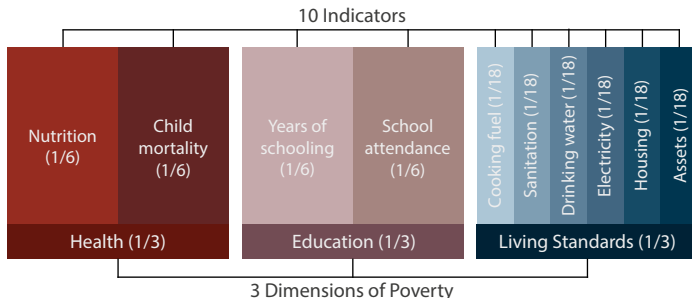 10 Indicators
Nutrition
(1/6)
Child
mortality
(1/6)
Years of
schooling
(1/6)
School
attendance
(1/6)
Cooking fuel (1/18)
Sanitation (1/18)
Drinking water (1/18)
Electricity (1/18)
Housing (1/18)
Assets (1/18)
Health (1/3)
Education (1/3)
Living Standards (1/3)
3 Dimensions of Poverty